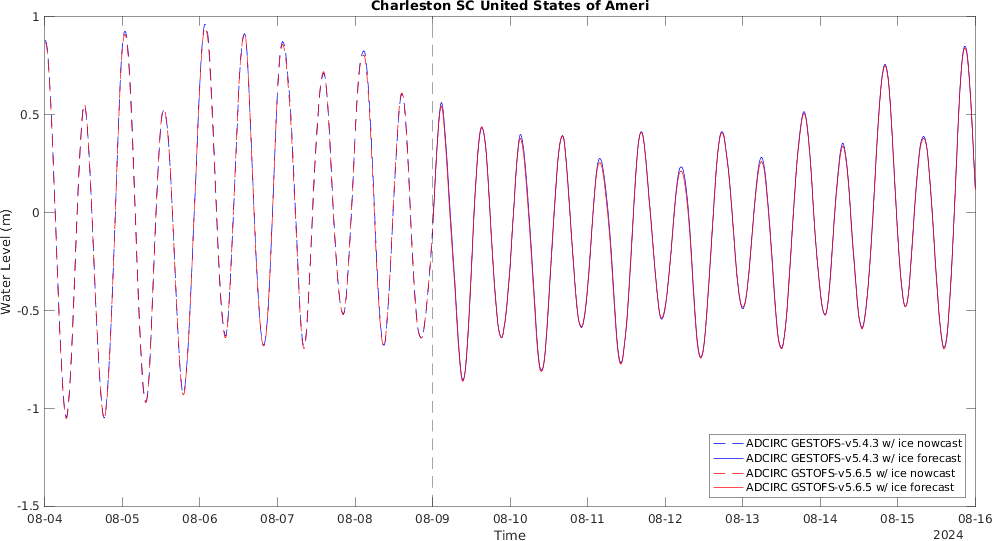 Charleston SC United States of Ameri
Water Level (m)
1
0.5
0
-0.5
-1
-1.5
ADCIRC GESTOFS-v5.4.3 w/ ice nowcast
ADCIRC GESTOFS-v5.4.3 w/ ice forecast
ADCIRC GSTOFS-v5.6.5 w/ ice nowcast
ADCIRC GSTOFS-v5.6.5 w/ ice forecast
08-04 08-05 08-06 08-07 08-08 08-09 08-10 08-11 08-12 08-13 08-14 08-15 08-16
Time
2024